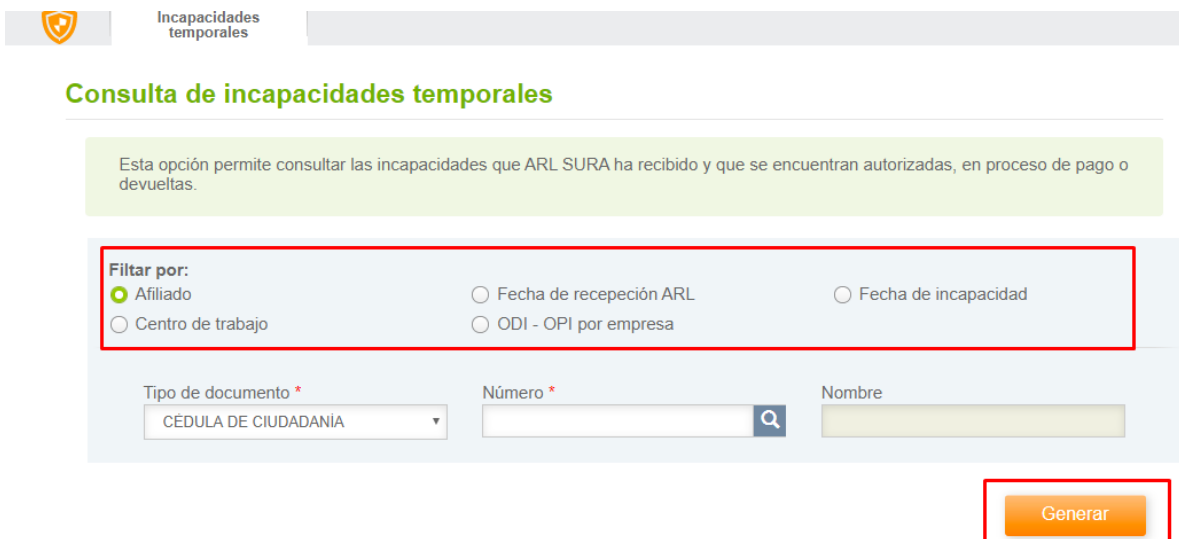 Incapacidades
temporales
Consulta de incapacidades temporales
Esta opción permite consultar las incapacidades que ARL SURA ha recibido y que se encuentran autorizadas, en proceso de pago o
devueltas.
Filtar por:
Afiliado
Fecha de recepeción ARL
Fecha de incapacidad
Centro de trabajo
ODI - OPI por empresa
Tipo de documento *
Número *
Nombre
CÉDULA DE CIUDADANÍA
Generar